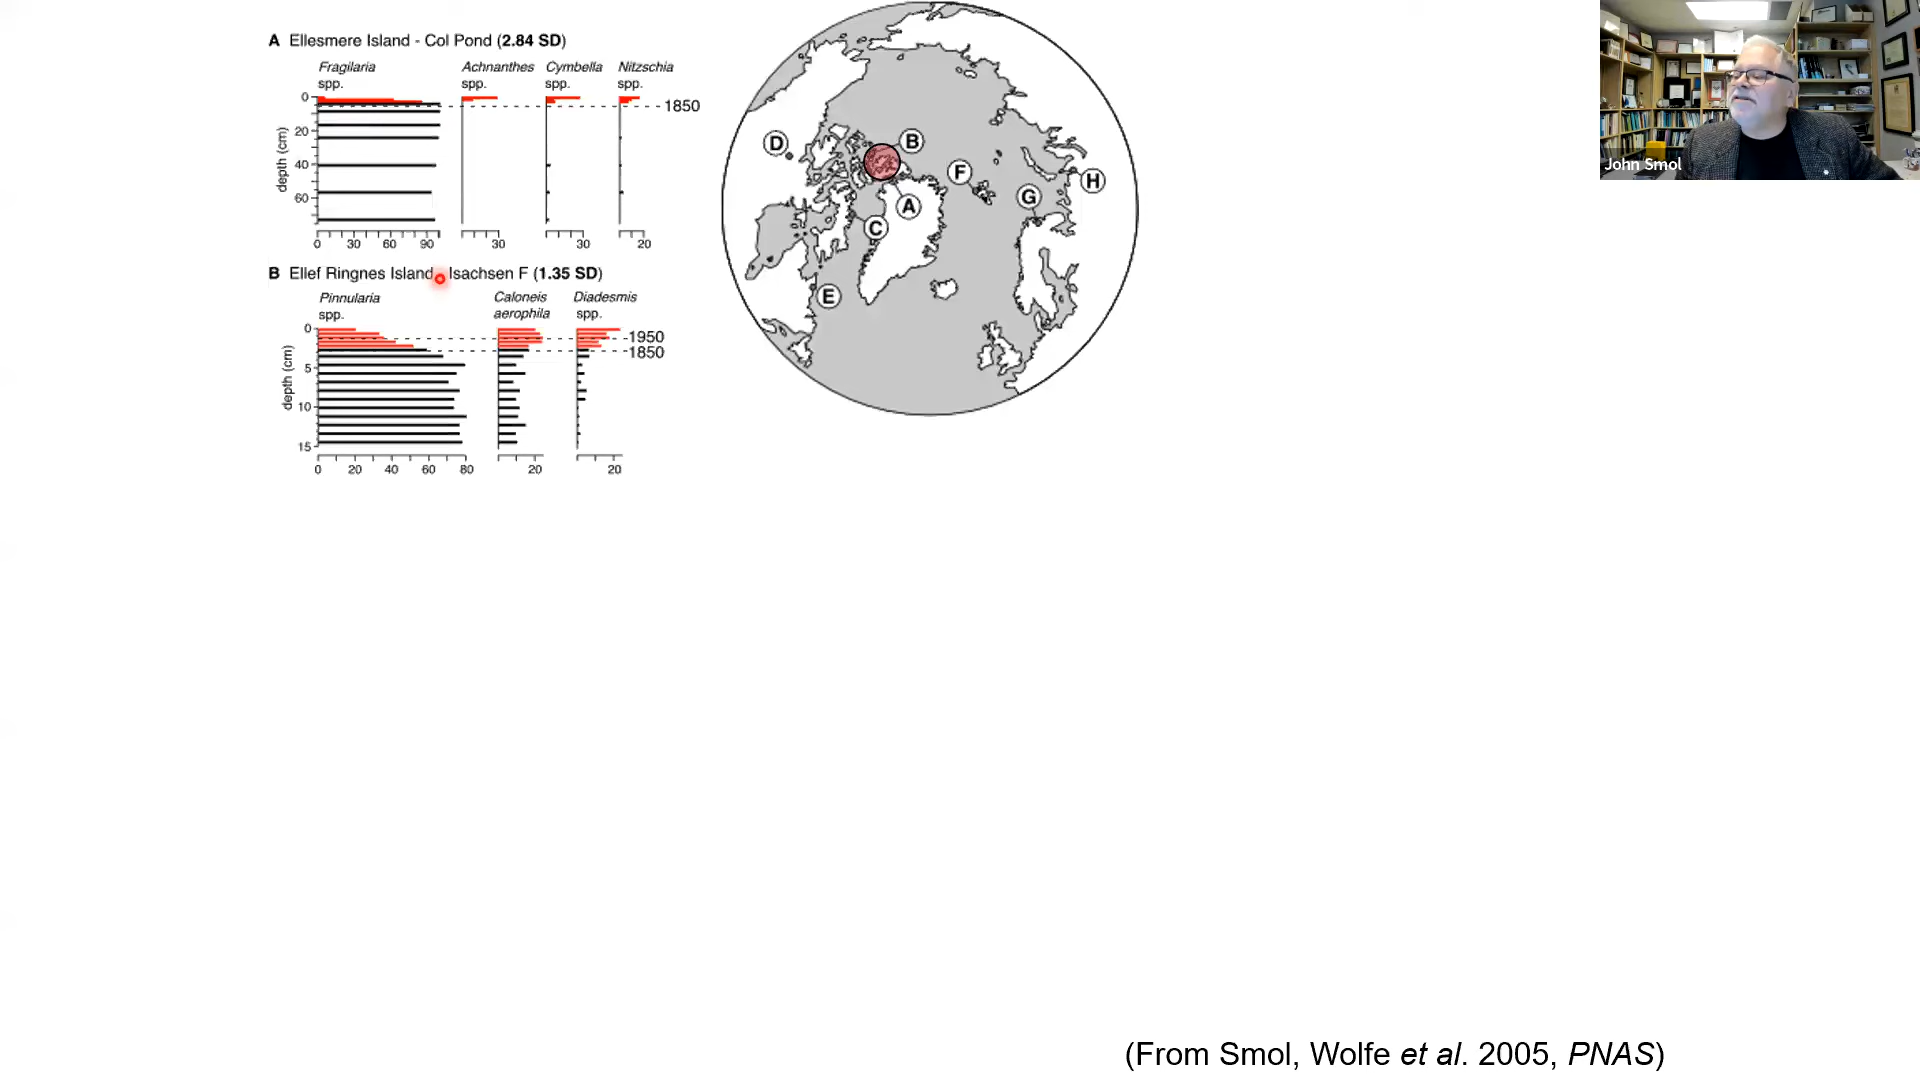 A Ellesmere Island - Col Pond (2.84 SD)
Fragilaria spp.
Achnanthes spp.
Cymbella spp.
Nitzschia spp.
0
20
40
60
depth (cm)
1850
0 30 60 90
30
30
20
B Ellef Ringnes Island Isachsen F (1.35 SD)
Pinnularia spp.
Caloneis aerophila
Diadesmis spp.
0
5
10
15
depth (cm)
1950
1850
0 20 40 60 80
20
20
D
B
F
H
G
A
C
E
John Smol
(From Smol, Wolfe et al. 2005, PNAS)